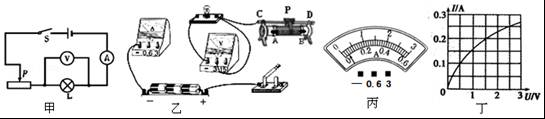 S
P
V
A
L
甲
A
V
C
P
D
A
B
−
+
乙
0 1 2 3
0 0.2 0.4 0.6
A
− 0.6 3
丙
I/A
0.3
0.2
0.1
0
1 2 3 U/V
丁